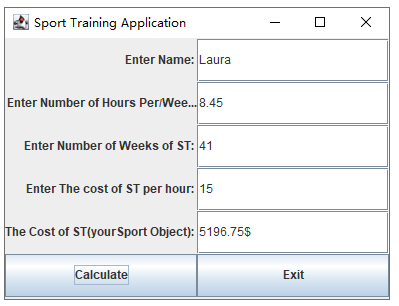 Sport Training Application
Enter Name: Laura
Enter Number of Hours Per/Wee... 8.45
Enter Number of Weeks of ST: 41
Enter The cost of ST per hour: 15
The Cost of ST(yourSport Object): 5196.75$
Calculate Exit